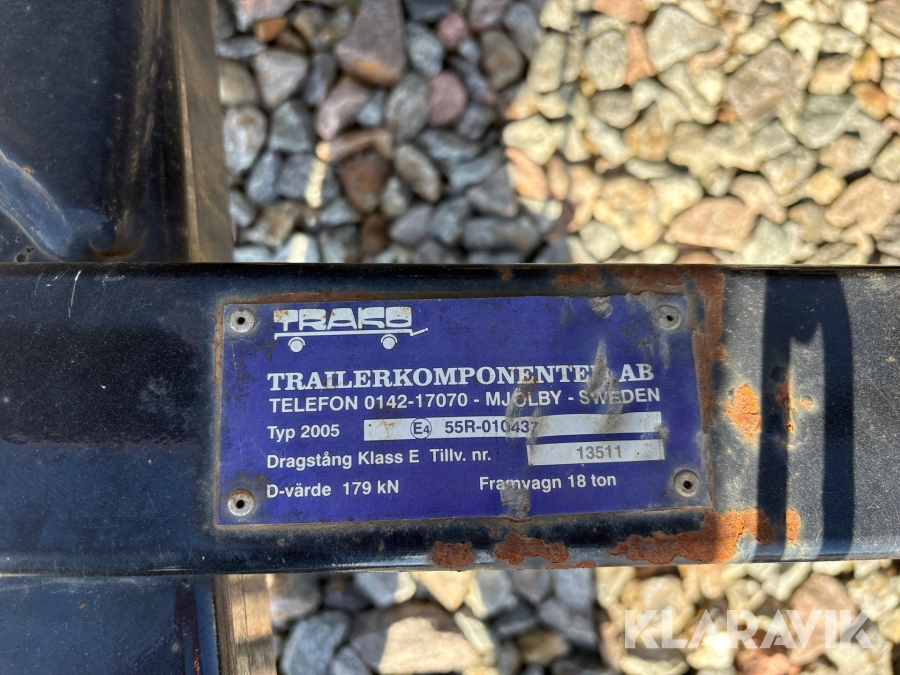 TRAKO
TRAILERKOMPONENTER AB
TELEFON 0142-17070 - MJÖLBY - SWEDEN
Typ 2005 E4 55R-010437
Dragstång Klass E Tillv. nr. 13511
D-värde 179 kN Framvagn 18 ton
KLARAVIK